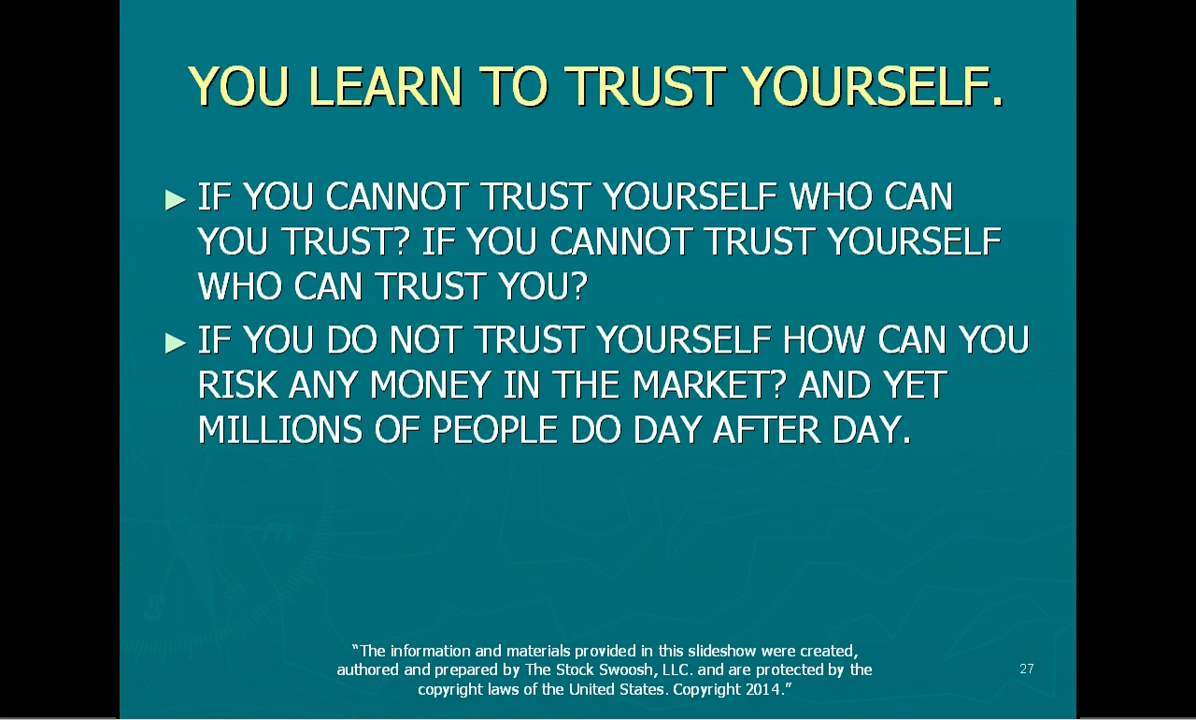 YOU LEARN TO TRUST YOURSELF.
► IF YOU CANNOT TRUST YOURSELF WHO CAN
YOU TRUST? IF YOU CANNOT TRUST YOURSELF
WHO CAN TRUST YOU?
► IF YOU DO NOT TRUST YOURSELF HOW CAN YOU
RISK ANY MONEY IN THE MARKET? AND YET
MILLIONS OF PEOPLE DO DAY AFTER DAY.
“The information and materials provided in this slideshow were created,
authored and prepared by The Stock Swoosh, LLC. and are protected by the
copyright laws of the United States. Copyright 2014.”
27